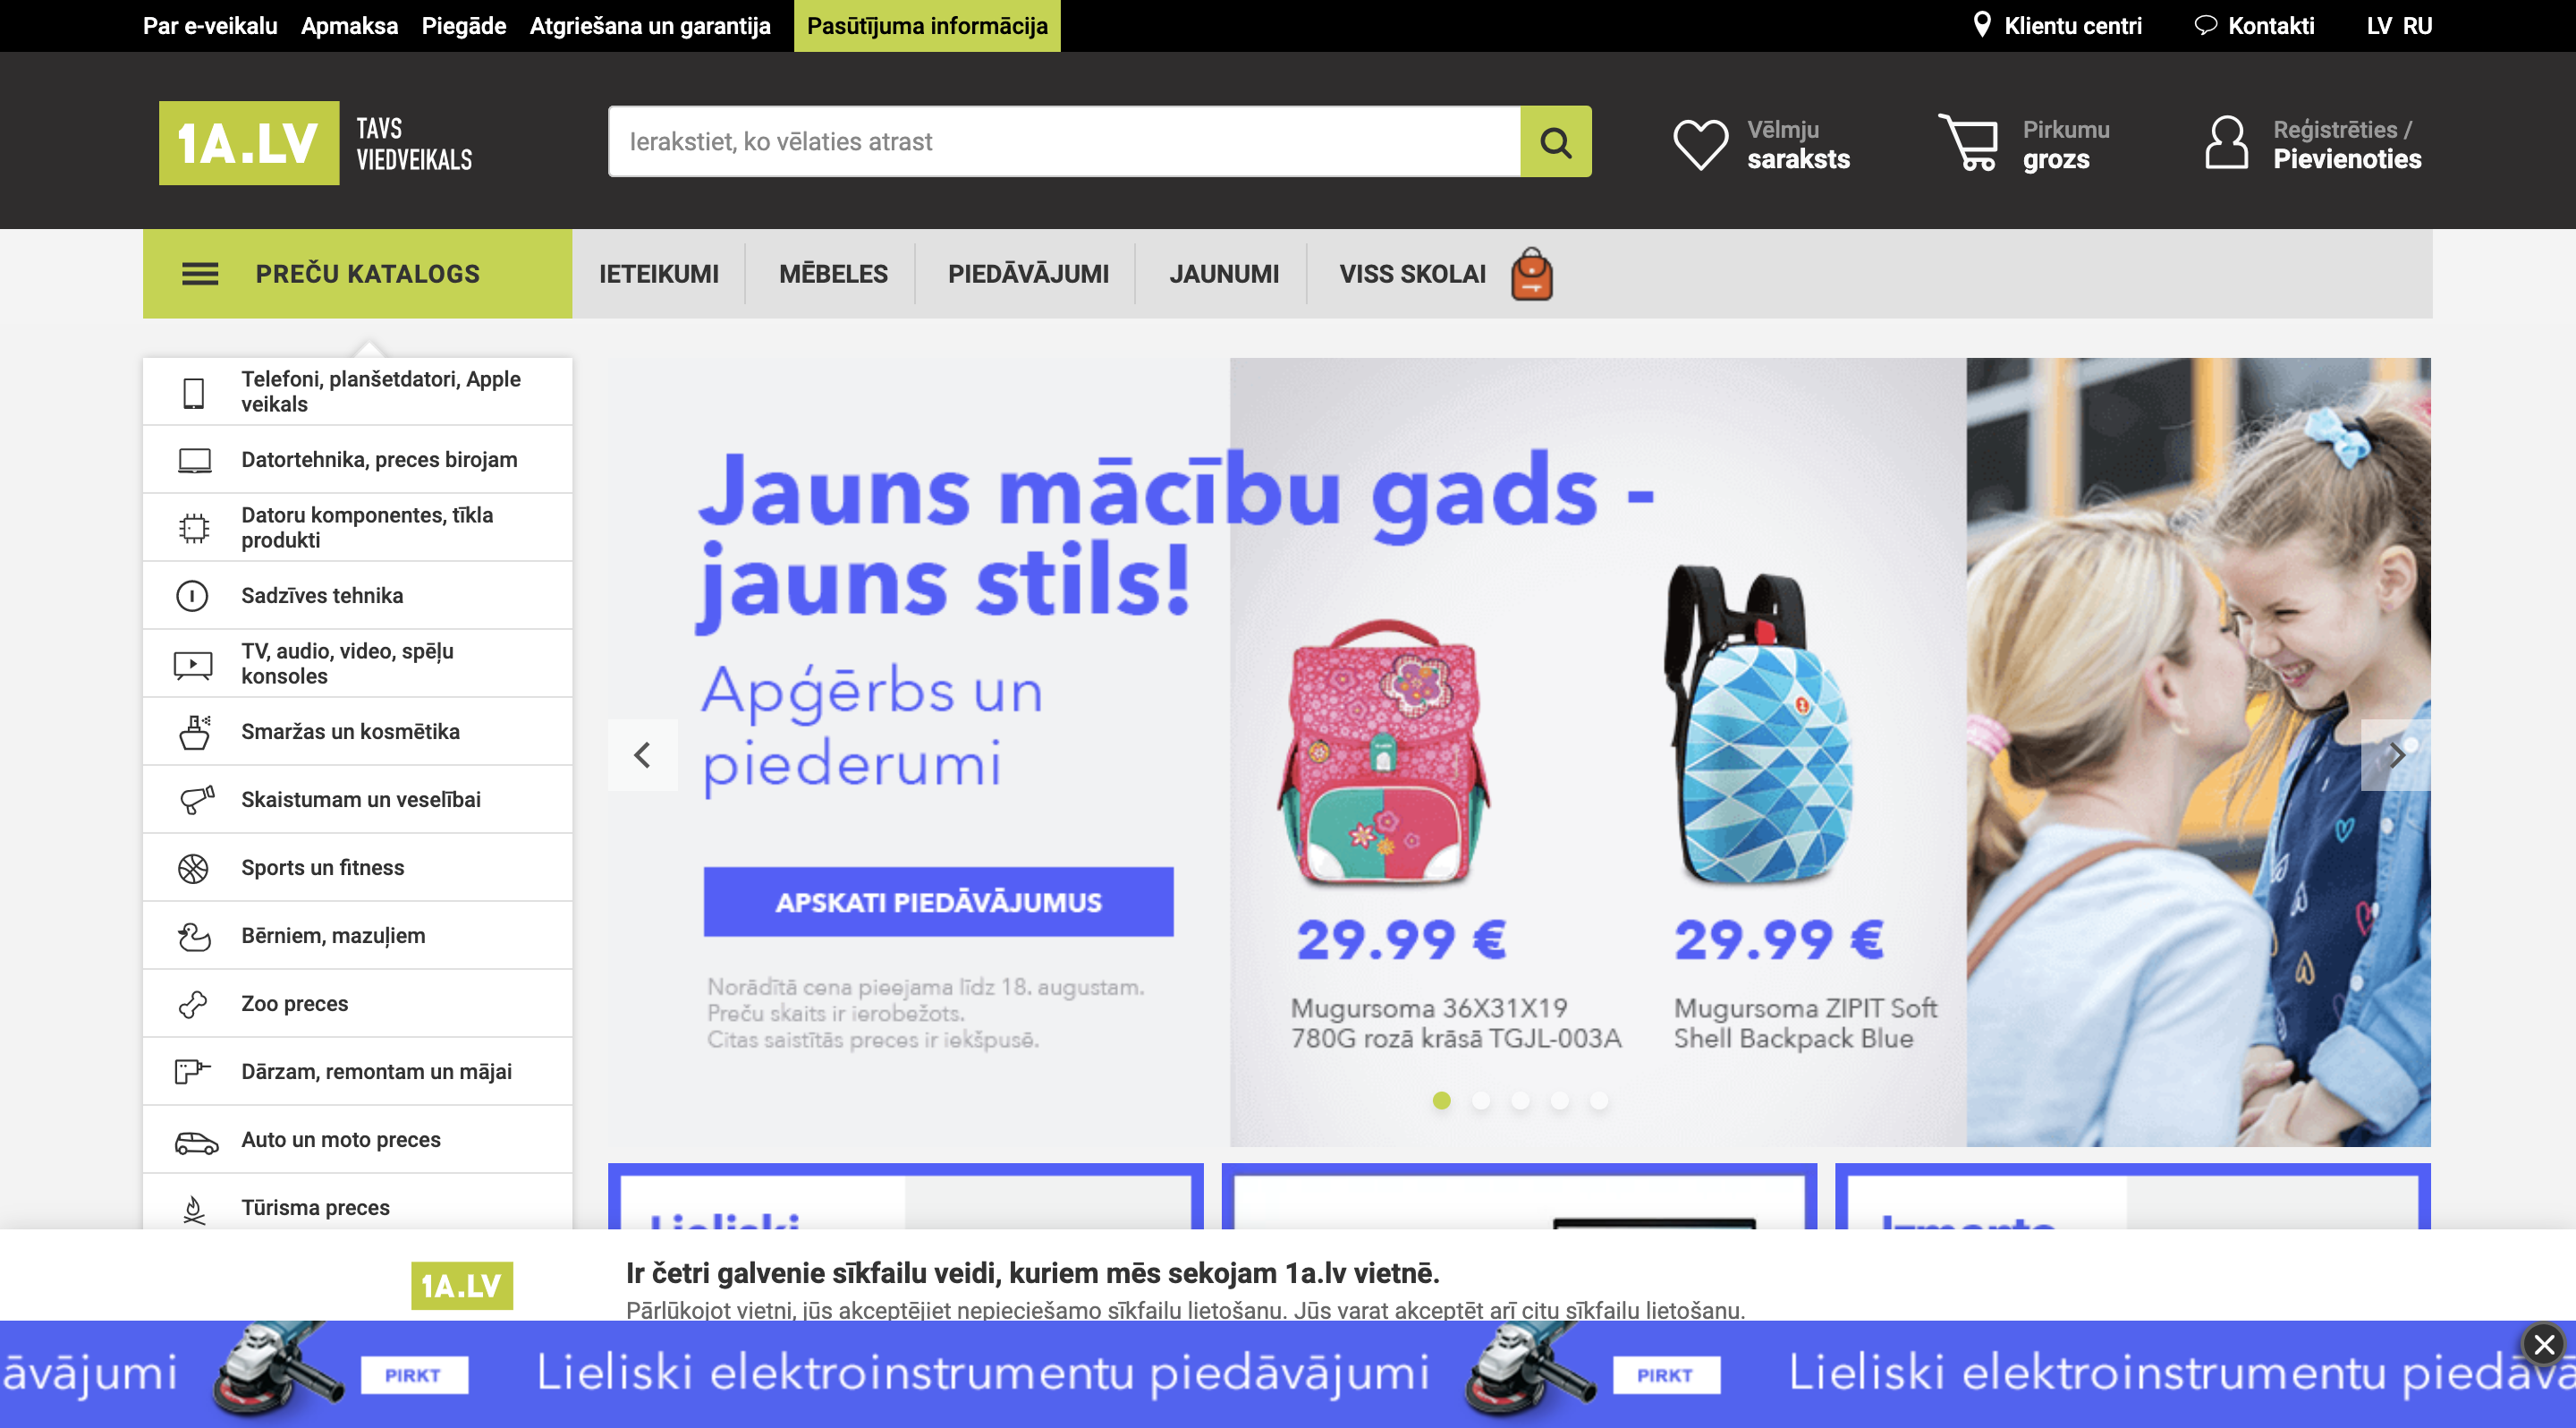 Par e-veikalu Apmaksa Piegāde Atgriešana un garantija Pasūtījuma informācija Klientu centri Kontakti LV RU
1A.LV TAVS VIEDVEIKALS
Ierakstiet, ko vēlaties atrast
Vēlmju saraksts
Pirkumu grozs
Reģistrēties / Pievienoties
PREČU KATALOGS IETEIKUMI MĒBELES PIEDĀVĀJUMI JAUNUMI VISS SKOLAI
Telefoni, planšetdatori, Apple
veikals
Datortehnika, preces birojam
Datoru komponentes, tīkla
produkti
Sadzīves tehnika
TV, audio, video, spēļu
konsoles
Smaržas un kosmētika
Skaistumam un veselībai
Sports un fitness
Bērniem, mazuļiem
Zoo preces
Dārzam, remontam un mājai
Auto un moto preces
Tūrisma preces
Jauns mācību gads -
jauns stils!
Apģērbs un
piederumi
APSKATI PIEDĀVĀJUMUS
Norādītā cena pieejama līdz 18. augustam.
Preču skaits ir ierobežots.
Citas saistītās preces ir iekšpusē.
29.99 €
Mugursoma 36X31X19
780G rozā krāsā TGJL-003A
29.99 €
Mugursoma ZIPIT Soft
Shell Backpack Blue
Lieliski
Izmanto
1A.LV
Ir četri galvenie sīkfailu veidi, kuriem mēs sekojam 1a.lv vietnē.
Pārlūkojot vietni, jūs akceptējiet nepieciešamo sīkfailu lietošanu. Jūs varat akceptēt arī citu sīkfailu lietošanu.
āvājumi PIRKT Lieliski elektroinstrumentu piedāvājumi PIRKT Lieliski elektroinstrumentu piedāvā